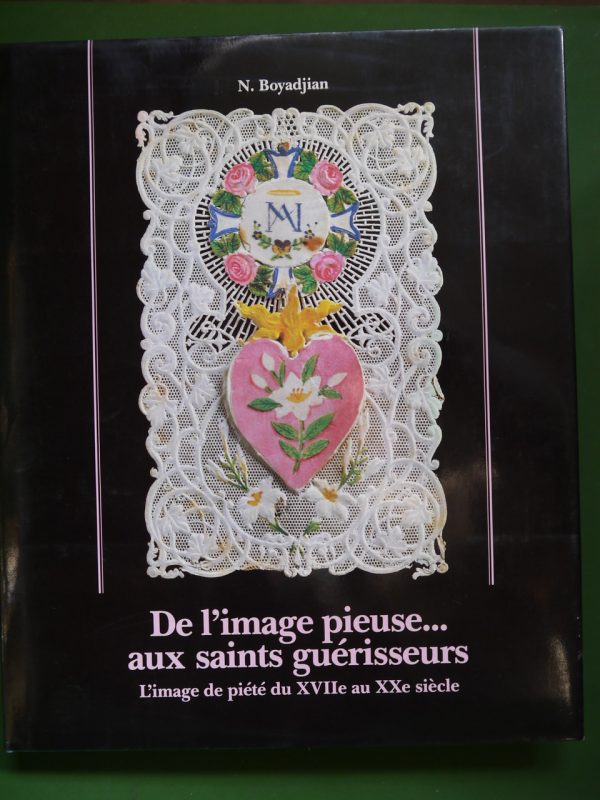 N. Boyadjian
De l'image pieuse...
aux saints guérisseurs
L'image de piété du XVIIe au XXe siècle